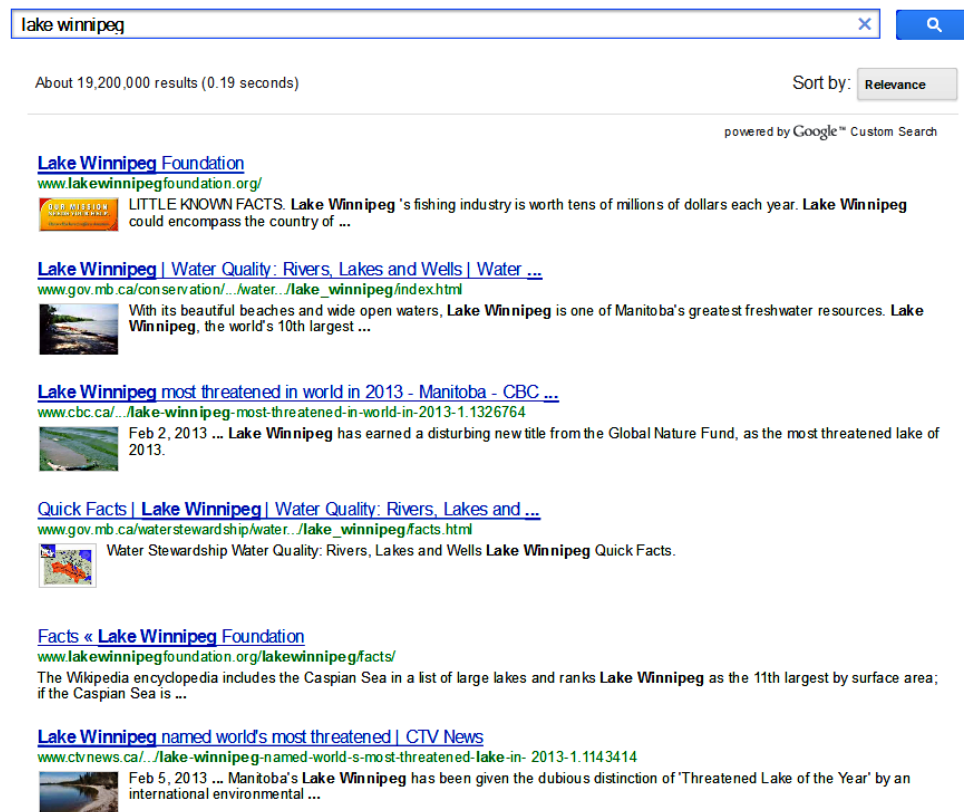 lake winnipeg
About 19,200,000 results (0.19 seconds)
Sort by: Relevance
powered by Google™ Custom Search
Lake Winnipeg Foundation
www.lakewinnipegfoundation.org/
OUR MISSION
LITTLE KNOWN FACTS. Lake Winnipeg 's fishing industry is worth tens of millions of dollars each year. Lake Winnipeg
could encompass the country of ...
Lake Winnipeg | Water Quality: Rivers, Lakes and Wells | Water ...
www.gov.mb.ca/conservation/.../water.../lake_winnipeg/index.html
With its beautiful beaches and wide open waters, Lake Winnipeg is one of Manitoba's greatest freshwater resources. Lake
Winnipeg, the world's 10th largest ...
Lake Winnipeg most threatened in world in 2013 - Manitoba - CBC ...
www.cbc.ca/.../lake-winnipeg-most-threatened-in-world-in-2013-1.1326764
Feb 2, 2013 ... Lake Winnipeg has earned a disturbing new title from the Global Nature Fund, as the most threatened lake of
2013.
Quick Facts | Lake Winnipeg | Water Quality: Rivers, Lakes and ...
www.gov.mb.ca/waterstewardship/water.../lake_winnipeg/facts.html
Water Stewardship Water Quality: Rivers, Lakes and Wells Lake Winnipeg Quick Facts.
Facts « Lake Winnipeg Foundation
www.lakewinnipegfoundation.org/lakewinnipeg/facts/
The Wikipedia encyclopedia includes the Caspian Sea in a list of large lakes and ranks Lake Winnipeg as the 11th largest by surface area;
if the Caspian Sea is ...
Lake Winnipeg named world's most threatened | CTV News
www.ctvnews.ca/.../lake-winnipeg-named-world-s-most-threatened-lake-in- 2013-1.1143414
Feb 5, 2013 ... Manitoba's Lake Winnipeg has been given the dubious distinction of 'Threatened Lake of the Year' by an
international environmental ...